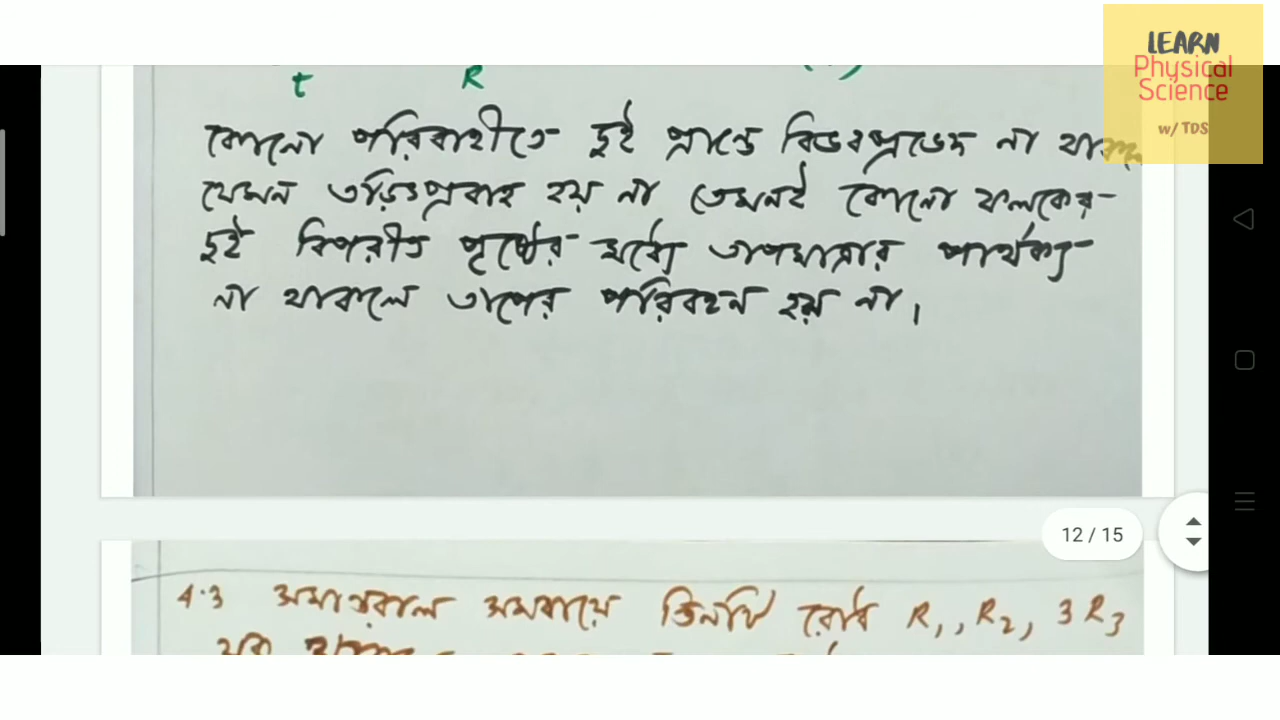 LEARN
Physical
Science
w/ TDS
t R
কোনো পরিবাহীতে দুই প্রান্তে বিভবপ্রভেদ না থাকলে
যেমন তড়িৎপ্রবাহ হয় না তেমনই কোনো ফলকের
দুই বিপরীত পৃষ্ঠের মধ্যে তাপমাত্রার পার্থক্য
না থাকলে তাপের পরিবহন হয় না।
12 / 15
4.3 সমান্তরাল সমবায়ে তিনটি রোধ R₁, R₂, ও R₃